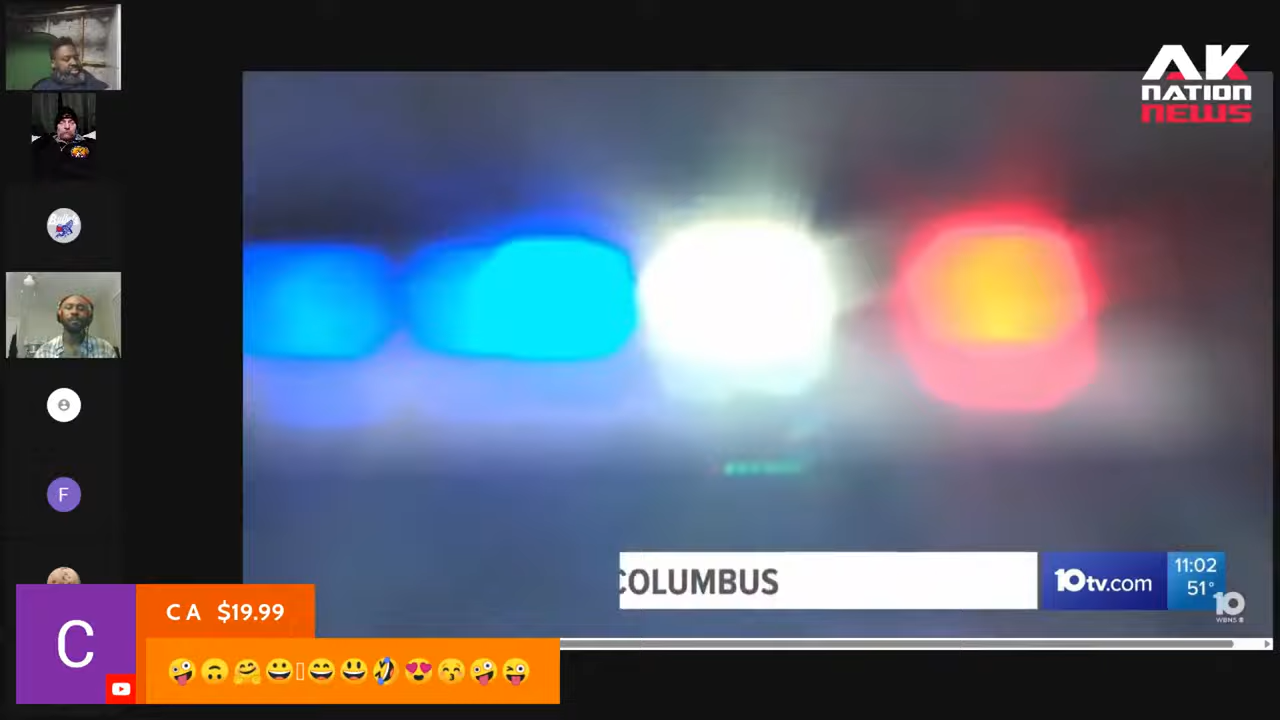 AK
NATION
NEWS
F
COLUMBUS
10tv.com
11:02
51°
10
WBNS
C
C A $19.99
🤪🙃🤗😀▯😄😃🤣😍😙🤪😜